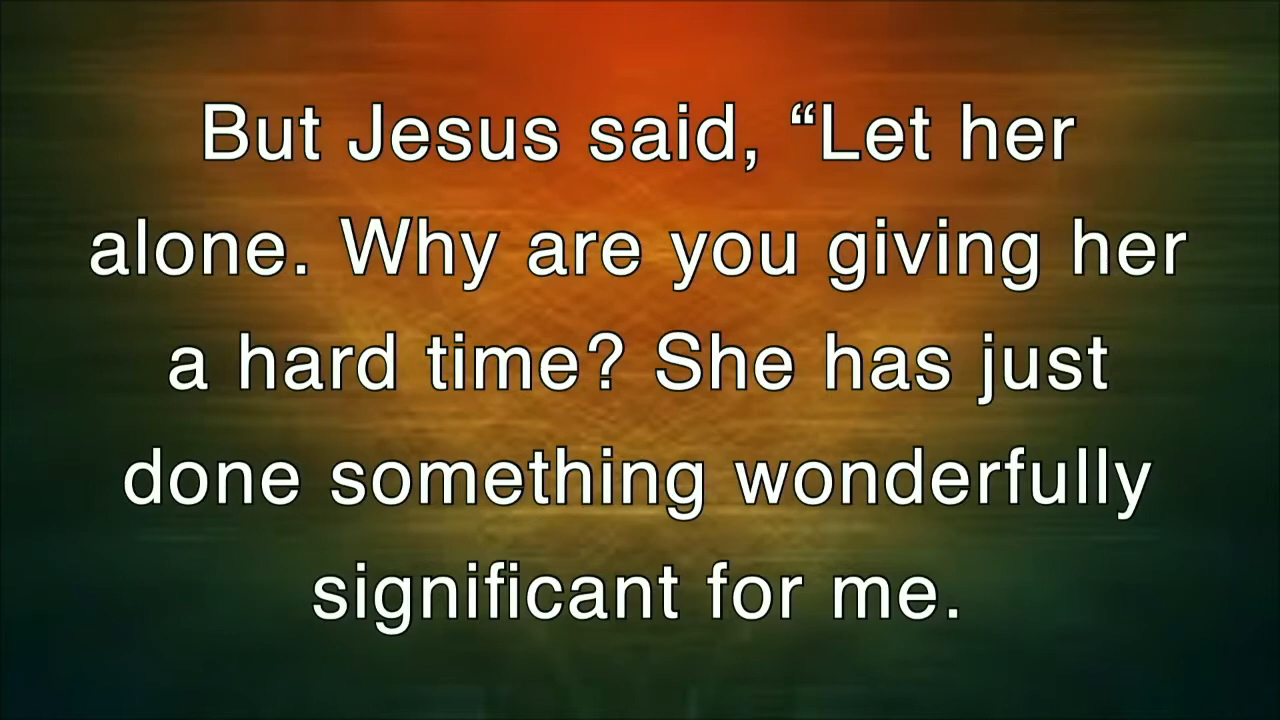 But Jesus said, “Let her
alone. Why are you giving her
a hard time? She has just
done something wonderfully
significant for me.